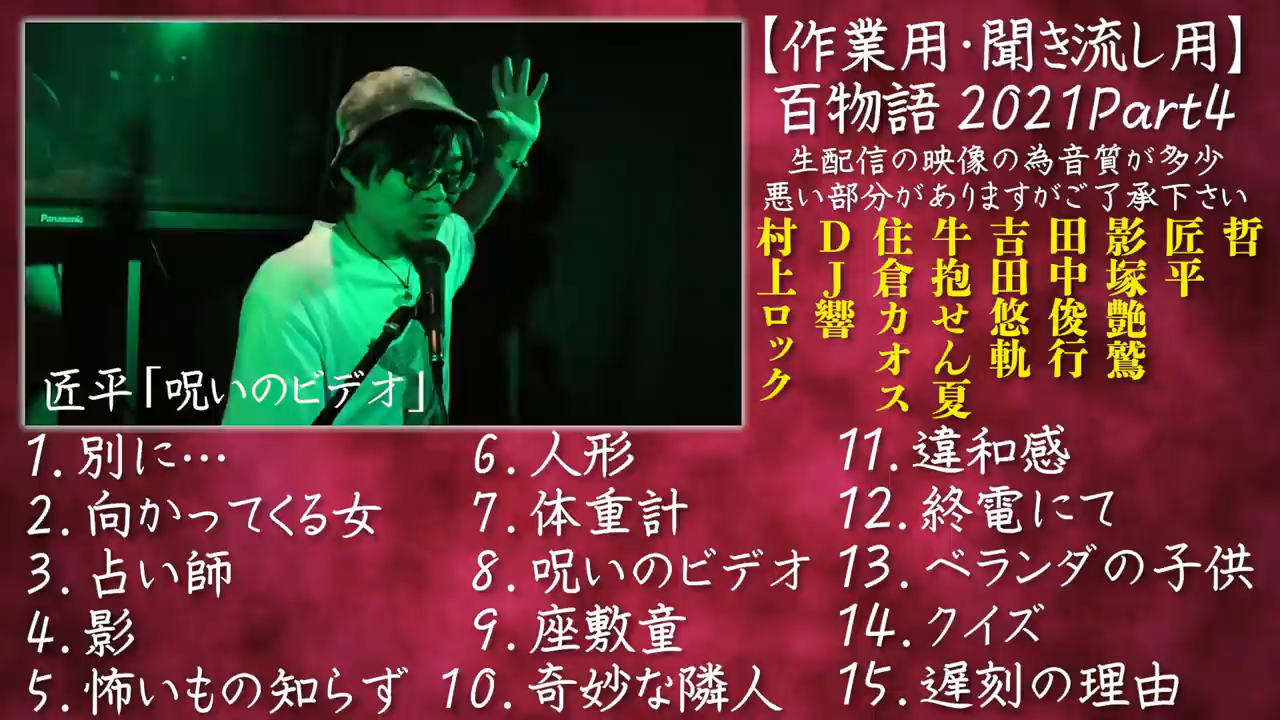 【作業用・聞き流し用】
百物語 2021Part4
生配信の映像の為音質が多少
悪い部分がありますがご了承下さい
哲
匠平
影塚艶鷲
田中俊行
吉田悠軌
牛抱せん夏
住倉カオス
DJ響
村上ロック
Panasonic
匠平「呪いのビデオ」
1. 別に…
2. 向かってくる女
3. 占い師
4. 影
5. 怖いもの知らず
6. 人形
7. 体重計
8. 呪いのビデオ
9. 座敷童
10. 奇妙な隣人
11. 違和感
12. 終電にて
13. ベランダの子供
14. クイズ
15. 遅刻の理由